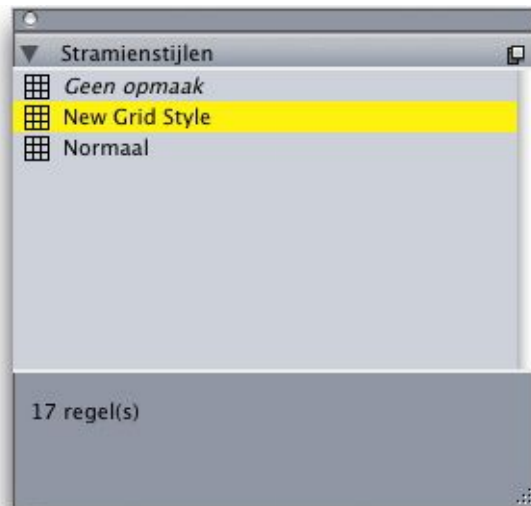 Stramienstijlen
Geen opmaak
New Grid Style
Normaal
17 regel(s)